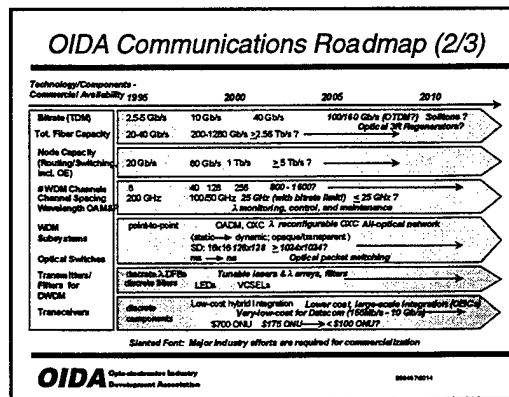 OIDA Communications Roadmap (2/3)
Technology/Components -
Commercial Availability 1995 2000 2005 2010
Bitrate (TDM) 2.5-5 Gb/s 10 Gb/s 40 Gb/s 100/160 Gb/s (OTDM?) Solitons ?
Optical 3R Regenerators?
Tot. Fiber Capacity 20-40 Gb/s 200-1280 Gb/s ≥2.56 Tb/s ?
Node Capacity
(Routing/Switching, 20 Gb/s 60 Gb/s 1 Tb/s ≥ 5 Tb/s ?
incl. OE)
# WDM Channels 8 40 128 256 800 - 1600?
Channel Spacing 200 GHz 100/50 GHz 25 GHz (with bitrate limit) ≤ 25 GHz ?
Wavelength OAM&P λ monitoring, control, and maintenance
WDM point-to-point OADM, OXC λ reconfigurable OXC All-optical network
Subsystems (static → dynamic; opaque/transparent)
SD: 16x16 128x128 ≥
Optical Switches ms → ns Optical packet switching
Transmitters/ discrete λ DFBs Tunable lasers & λ arrays, filters
Filters for discrete filters LEDs VCSELs
DWDM
Transceivers discrete Low-cost hybrid integration Lower cost, large-scale integration (OEICs)
components Very-low-cost for Datacom (155Mb/s - 10 Gb/s)
$700 ONU $175 ONU → < $100 ONU?
Slanted Font: Major industry efforts are required for commercialization
OIDA Opto-electronics Industry
Development Association